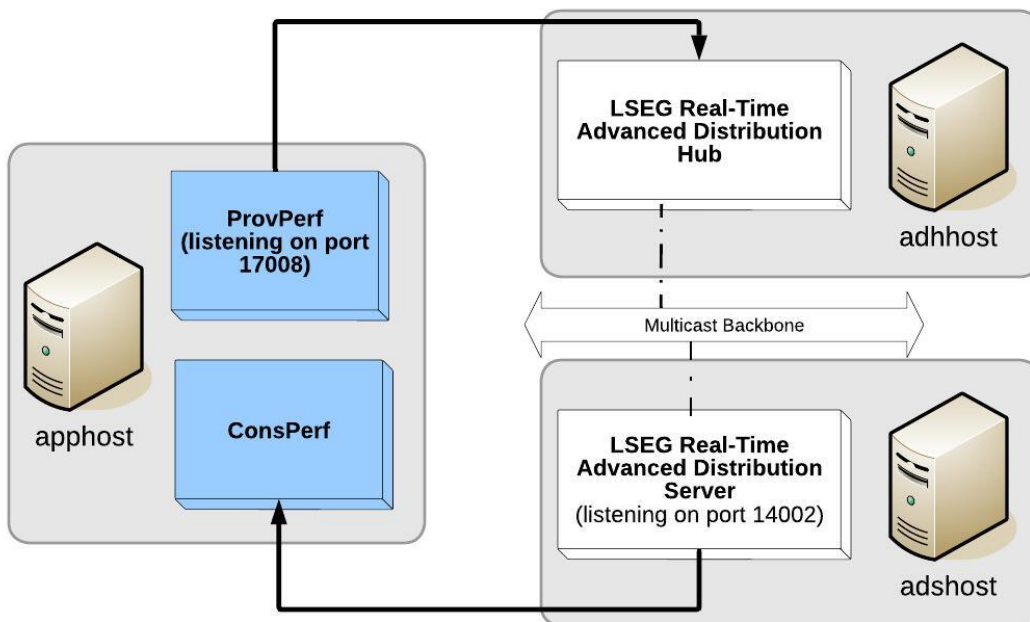 LSEG Real-Time
Advanced Distribution
Hub
adhhost
ProvPerf
(listening on port
17008)
Multicast Backbone
apphost
ConsPerf
LSEG Real-Time
Advanced Distribution
Server
(listening on port 14002)
adshost